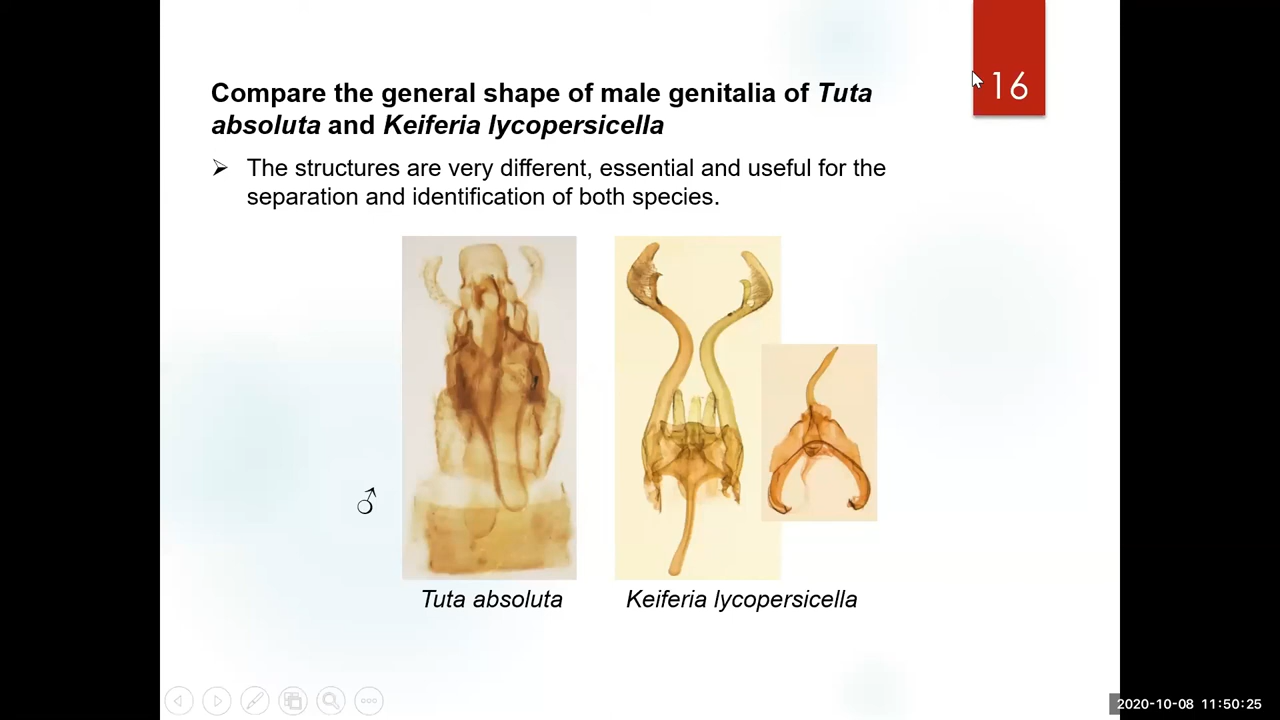 16
Compare the general shape of male genitalia of Tuta
absoluta and Keiferia lycopersicella
➢ The structures are very different, essential and useful for the
separation and identification of both species.
♂
Tuta absoluta
Keiferia lycopersicella
2020-10-08 11:50:25